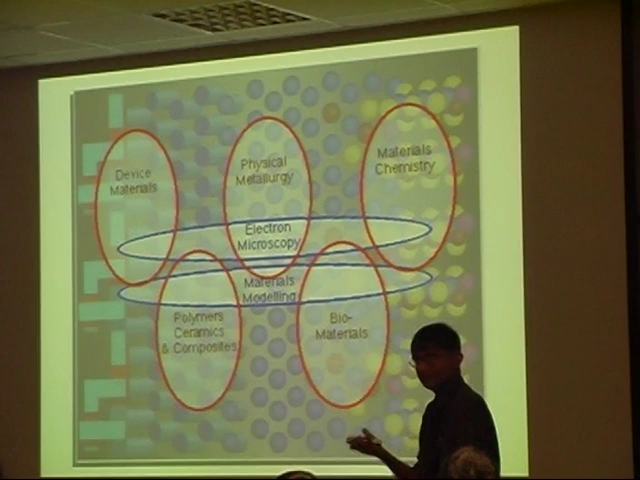 Device
Materials
Physical
Metallurgy
Materials
Chemistry
Electron
Microscopy
Materials
Modelling
Polymers
Ceramics
& Composites
Bio-
Materials